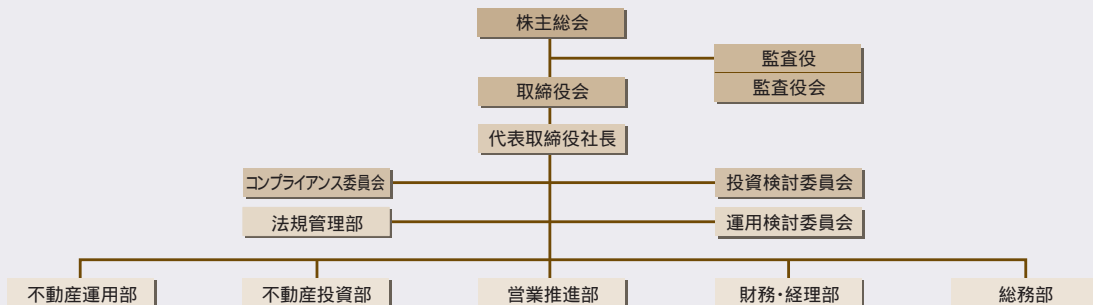 株主総会
監査役
監査役会
取締役会
代表取締役社長
コンプライアンス委員会
投資検討委員会
法規管理部
運用検討委員会
不動産運用部
不動産投資部
営業推進部
財務・経理部
総務部